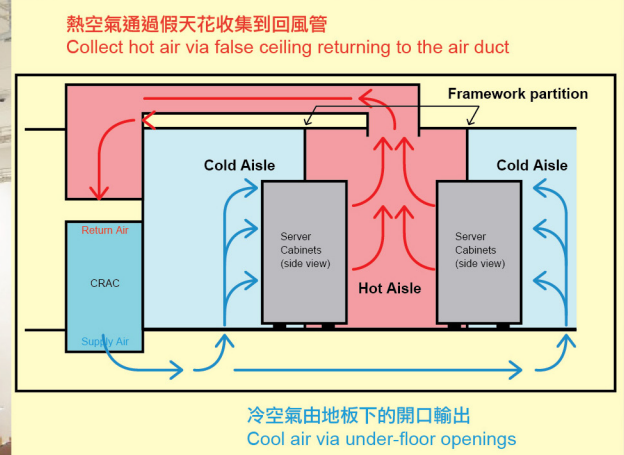 熱空氣通過假天花收集到回風管
Collect hot air via false ceiling returning to the air duct
Framework partition
Cold Aisle
Cold Aisle
Return Air
CRAC
Supply Air
Server
Cabinets
(side view)
Hot Aisle
Server
Cabinets
(side view)
冷空氣由地板下的開口輸出
Cool air via under-floor openings